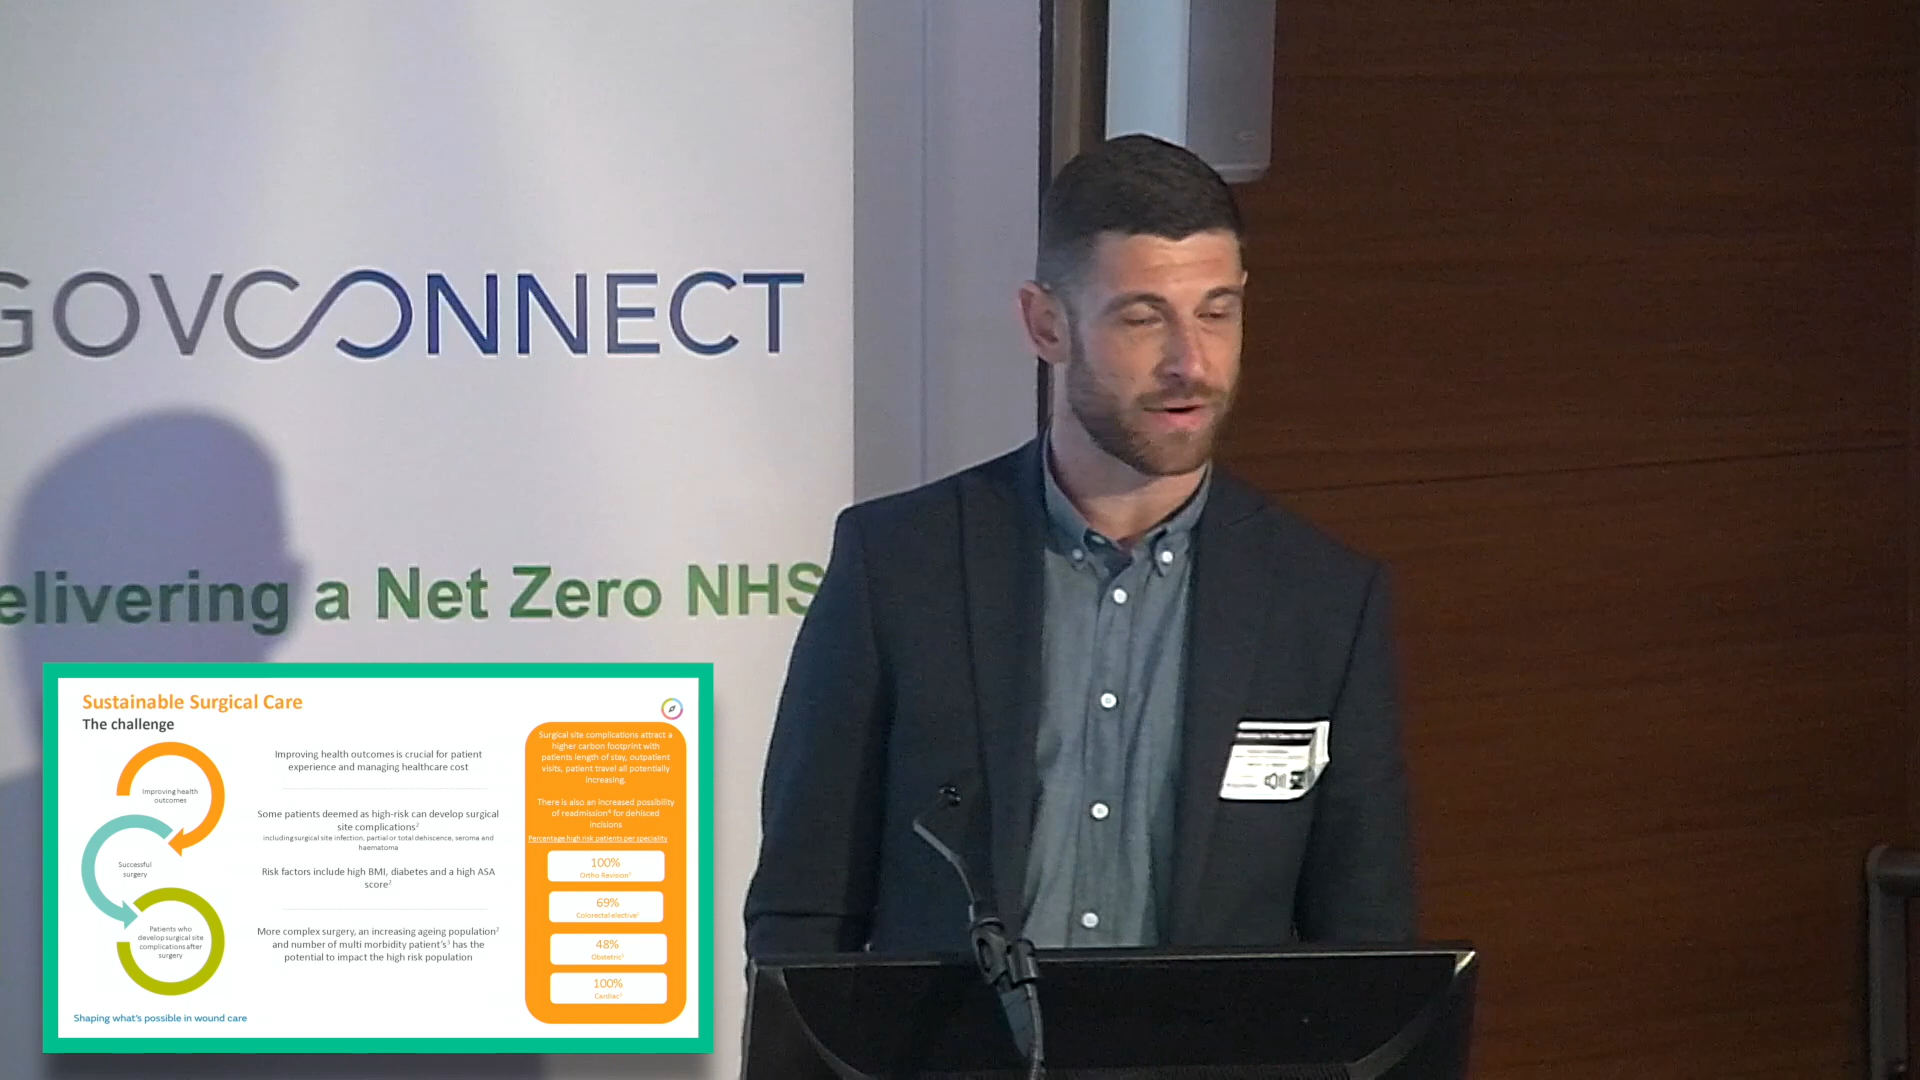 GOVCONNECT
elivering a Net Zero NHS
Sustainable Surgical Care
The challenge
Improving health
outcomes
Successful
surgery
Patients who
develop surgical site
complications after
surgery
Improving health outcomes is crucial for patient
experience and managing healthcare cost
Some patients deemed as high-risk can develop surgical
site complications²
including surgical site infection, partial or total dehiscence, seroma and
haematoma
Risk factors include high BMI, diabetes and a high ASA
score²
More complex surgery, an increasing ageing population²
and number of multi morbidity patient's³ has the
potential to impact the high risk population
Surgical site complications attract a
higher carbon footprint with
patients length of stay, outpatient
visits, patient travel all potentially
increasing.
There is also an increased possibility
of readmission⁴ for dehisced
incisions
Percentage high risk patients per speciality
100%
Ortho Revision
69%
Colorectal elective
48%
Obstetric
100%
Cardiac
Shaping what's possible in wound care